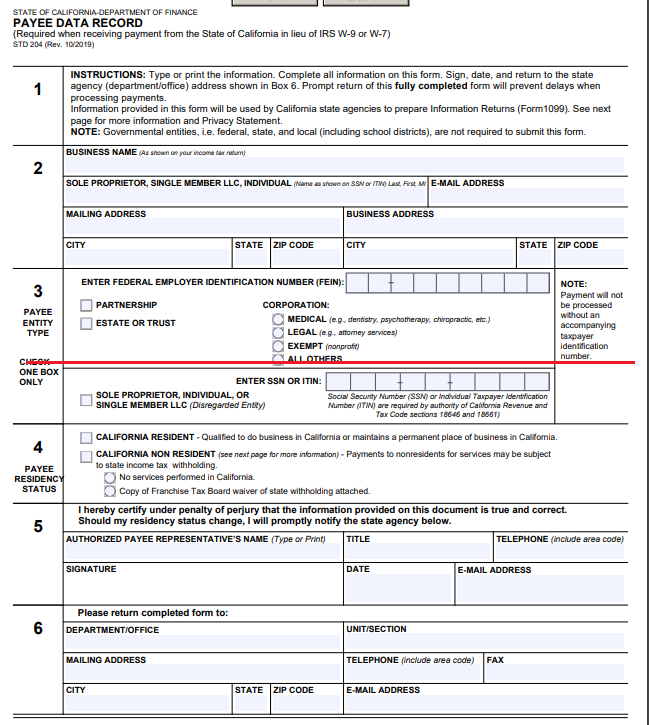 STATE OF CALIFORNIA-DEPARTMENT OF FINANCE
PAYEE DATA RECORD
(Required when receiving payment from the State of California in lieu of IRS W-9 or W-7)
STD 204 (Rev. 10/2019)
1
INSTRUCTIONS: Type or print the information. Complete all information on this form. Sign, date, and return to the state
agency (department/office) address shown in Box 6. Prompt return of this fully completed form will prevent delays when
processing payments.
Information provided in this form will be used by California state agencies to prepare Information Returns (Form1099). See next
page for more information and Privacy Statement.
NOTE: Governmental entities, i.e. federal, state, and local (including school districts), are not required to submit this form.
2
BUSINESS NAME (As shown on your income tax return)
SOLE PROPRIETOR, SINGLE MEMBER LLC, INDIVIDUAL (Name as shown on SSN or ITIN) Last, First, MI
E-MAIL ADDRESS
MAILING ADDRESS
BUSINESS ADDRESS
CITY
STATE
ZIP CODE
CITY
STATE
ZIP CODE
3
PAYEE
ENTITY
TYPE
CHECK
ONE BOX
ONLY
ENTER FEDERAL EMPLOYER IDENTIFICATION NUMBER (FEIN):
-
PARTNERSHIP
ESTATE OR TRUST
CORPORATION:
MEDICAL (e.g., dentistry, psychotherapy, chiropractic, etc.)
LEGAL (e.g., attorney services)
EXEMPT (nonprofit)
ALL OTHERS
NOTE:
Payment will not
be processed
without an
accompanying
taxpayer
identification
number.
ENTER SSN OR ITIN:
- -
SOLE PROPRIETOR, INDIVIDUAL, OR
SINGLE MEMBER LLC (Disregarded Entity)
Social Security Number (SSN) or Individual Taxpayer Identification
Number (ITIN) are required by authority of California Revenue and
Tax Code sections 18646 and 18661)
4
PAYEE
RESIDENCY
STATUS
CALIFORNIA RESIDENT - Qualified to do business in California or maintains a permanent place of business in California.
CALIFORNIA NON RESIDENT (see next page for more information) - Payments to nonresidents for services may be subject
to state income tax withholding.
No services performed in California.
Copy of Franchise Tax Board waiver of state withholding attached.
5
I hereby certify under penalty of perjury that the information provided on this document is true and correct.
Should my residency status change, I will promptly notify the state agency below.
AUTHORIZED PAYEE REPRESENTATIVE'S NAME (Type or Print)
TITLE
TELEPHONE (include area code)
SIGNATURE
DATE
E-MAIL ADDRESS
6
Please return completed form to:
DEPARTMENT/OFFICE
UNIT/SECTION
MAILING ADDRESS
TELEPHONE (include area code)
FAX
CITY
STATE
ZIP CODE
E-MAIL ADDRESS